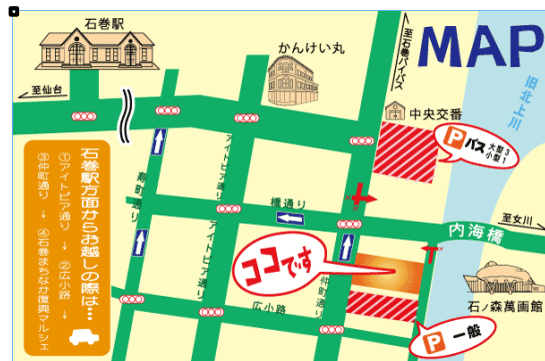 石巻駅
かんけい丸
至石巻バイパス
MAP
至仙台
中央交番
旧北上川
P バス 大型3
小型1
石巻駅方面からお越しの際は…
①アイトピア通り → ②広小路 →
③仲町通り → ④石巻まちなか復興マルシェ
寿町通り
アイトピア通り
アイトピア通り
橋通り
至女川
内海橋
ココです
仲町通り
広小路
石ノ森萬画館
P 一般